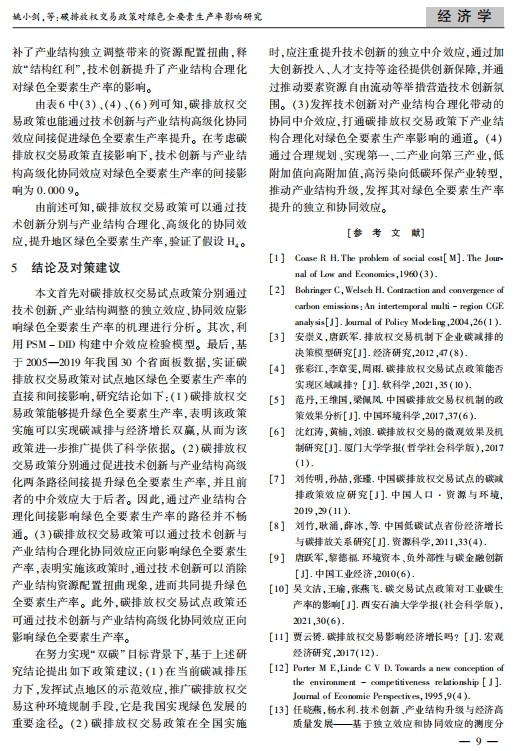 姚小剑,等:碳排放权交易政策对绿色全要素生产率影响研究
经济学
补了产业结构独立调整带来的资源配置扭曲,释
放“结构红利”,技术创新提升了产业结构合理化
对绿色全要素生产率的影响。
由表6中(3)、(4)、(6)列可知,碳排放权交
易政策也能通过技术创新与产业结构高级化协同
效应间接促进绿色全要素生产率提升。在考虑碳
排放权交易政策直接影响下,技术创新与产业结
构高级化协同效应对绿色全要素生产率的间接影
响为0.000 9。
由前述可知,碳排放权交易政策可以通过技
术创新分别与产业结构合理化、高级化的协同效
应,提升地区绿色全要素生产率,验证了假设H4。
5 结论及对策建议
本文首先对碳排放权交易试点政策分别通过
技术创新、产业结构调整的独立效应、协同效应影
响绿色全要素生产率的机理进行分析。其次,利
用PSM-DID构建中介效应检验模型。最后,基
于2005—2019年我国30个省面板数据,实证碳
排放权交易政策对试点地区绿色全要素生产率的
直接和间接影响,研究结论如下:(1)碳排放权交
易政策能够提升绿色全要素生产率,表明该政策
实施可以实现碳减排与经济增长双赢,从而为该
政策进一步推广提供了科学依据。(2)碳排放权
交易政策分别通过促进技术创新与产业结构高级
化两条路径间接提升绿色全要素生产率,并且前
者的中介效应大于后者。因此,通过产业结构合
理化间接影响绿色全要素生产率的路径并不畅
通。(3)碳排放权交易政策可以通过技术创新与
产业结构合理化协同效应正向影响绿色全要素生
产率,表明实施该政策时,通过技术创新可以消除
产业结构资源配置扭曲现象,进而共同提升绿色
全要素生产率。此外,碳排放权交易试点政策还
可通过技术创新与产业结构高级化协同效应正向
影响绿色全要素生产率。
在努力实现“双碳”目标背景下,基于上述研
究结论提出如下政策建议:(1)在当前碳减排压
力下,发挥试点地区的示范效应,推广碳排放权交
易这种环境规制手段,它是我国实现绿色发展的
重要途径。(2)碳排放权交易政策在全国实施
时,应注重提升技术创新的独立中介效应,通过加
大创新投入、人才支持等途径提供创新保障,并通
过推动要素资源自由流动等举措营造技术创新氛
围。(3)发挥技术创新对产业结构合理化带动的
协同中介效应,打通碳排放权交易政策下产业结
构合理化对绿色全要素生产率影响的通道。(4)
通过合理规划、实现第一、二产业向第三产业,低
附加值向高附加值,高污染向低碳环保产业转型,
推动产业结构升级,发挥其对绿色全要素生产率
提升的独立和协同效应。
[参 考 文 献]
[1] Coase R H. The problem of social cost[M]. The Jour-
nal of Low and Economics,1960(3).
[2] Bohringer C,Welsch H. Contraction and convergence of
carbon emissions:An intertemporal multi-region CGE
analysis[J]. Journal of Policy Modeling,2004,26(1).
[3] 安崇义,唐跃军.排放权交易机制下企业碳减排的
决策模型研究[J].经济研究,2012,47(8).
[4] 张彩江,李章雯,周雨.碳排放权交易试点政策能否
实现区域减排?[J].软科学,2021,35(10).
[5] 范丹,王维国,梁佩凤.中国碳排放交易权机制的政
策效果分析[J].中国环境科学,2017,37(6).
[6] 沈红涛,黄楠,刘浪.碳排放权交易的微观效果及机
制研究[J].厦门大学学报(哲学社会科学版),2017
(1).
[7] 刘传明,孙喆,张瑾.中国碳排放权交易试点的碳减
排政策效应研究[J].中国人口·资源与环境,
2019,29(11).
[8] 刘竹,耿涌,薛冰,等.中国低碳试点省份经济增长
与碳排放关系研究[J].资源科学,2011,33(4).
[9] 唐跃军,黎德福.环境资本、负外部性与碳金融创新
[J].中国工业经济,2010(6).
[10] 吴文洁,王瑜,张燕飞.碳交易试点政策对工业碳生
产率的影响[J].西安石油大学学报(社会科学版),
2021,30(6).
[11] 贾云赟.碳排放权交易影响经济增长吗?[J].宏观
经济研究,2017(12).
[12] Porter M E,Linde C V D. Towards a new conception of
the environment-competitiveness relationship[J].
Journal of Economic Perspectives,1995,9(4).
[13] 任晓燕,杨水利.技术创新、产业结构升级与经济高
质量发展——基于独立效应和协同效应的测度分
— 9 —